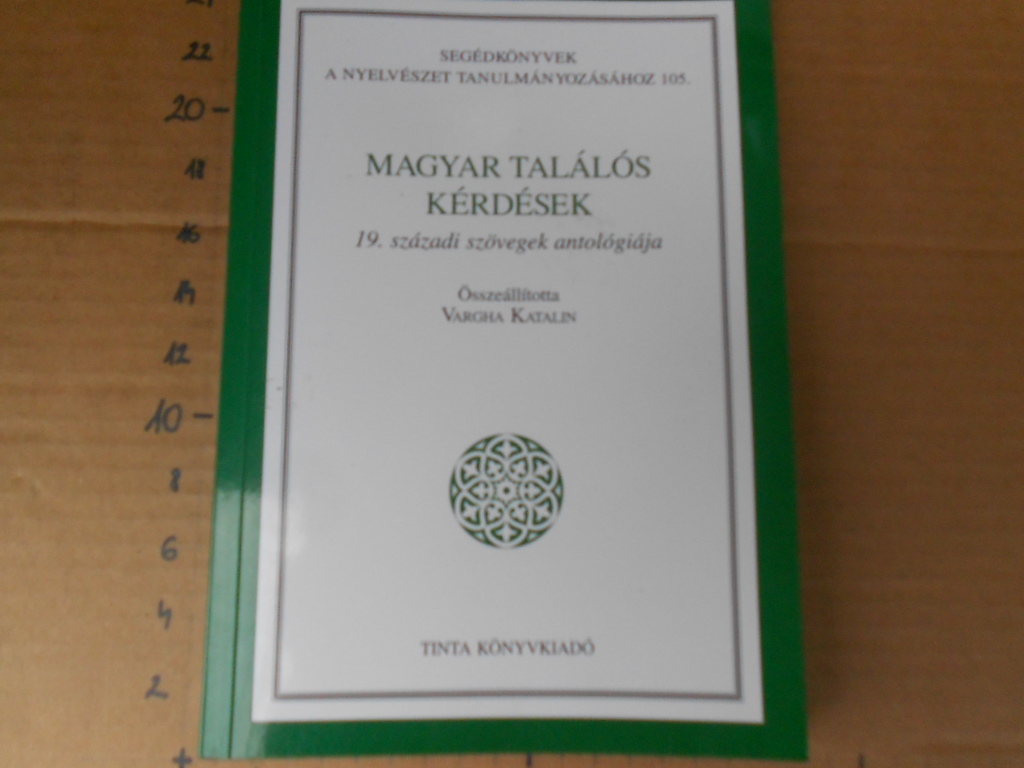 SEGÉDKÖNYVEK
A NYELVÉSZET TANULMÁNYOZÁSÁHOZ 105.
MAGYAR TALÁLÓS
KÉRDÉSEK
19. századi szövegek antológiája
Összeállította
VARGHA KATALIN
TINTA KÖNYVKIADÓ
22
20
18
16
14
12
10
8
6
4
2